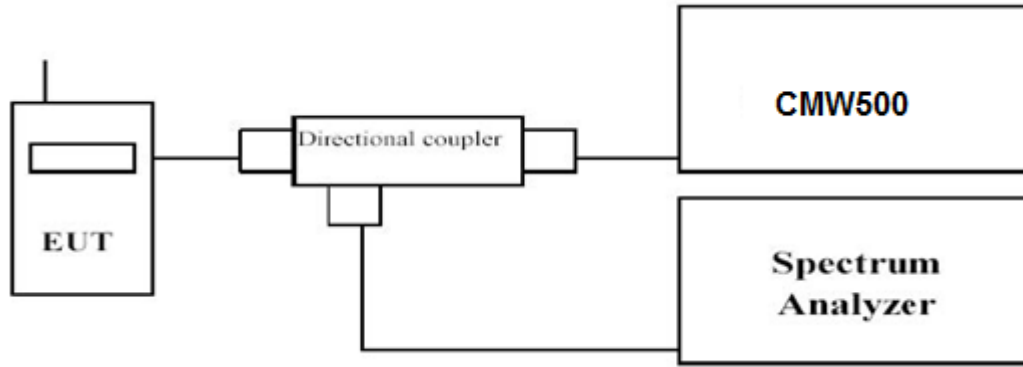 CMW500
Directional coupler
EUT
Spectrum
Analyzer